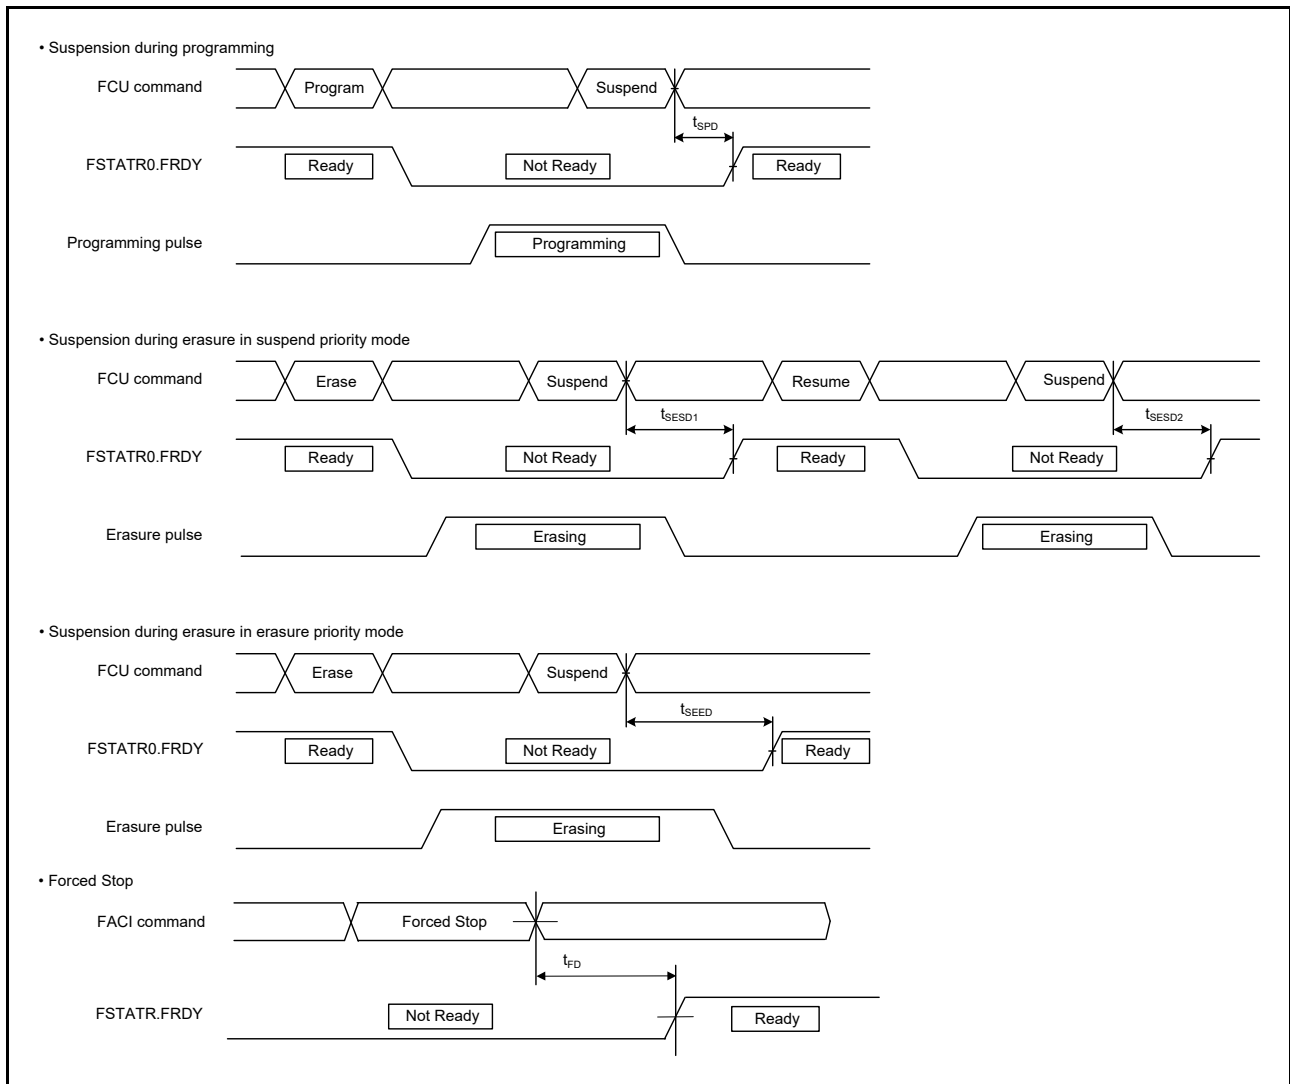 • Suspension during programming
FCU command Program Suspend
tSPD
FSTATR0.FRDY Ready Not Ready Ready
Programming pulse Programming
• Suspension during erasure in suspend priority mode
FCU command Erase Suspend Resume Suspend
tSESD1 tSESD2
FSTATR0.FRDY Ready Not Ready Ready Not Ready
Erasure pulse Erasing Erasing
• Suspension during erasure in erasure priority mode
FCU command Erase Suspend
tSEED
FSTATR0.FRDY Ready Not Ready Ready
Erasure pulse Erasing
• Forced Stop
FACI command Forced Stop
tFD
FSTATR.FRDY Not Ready Ready